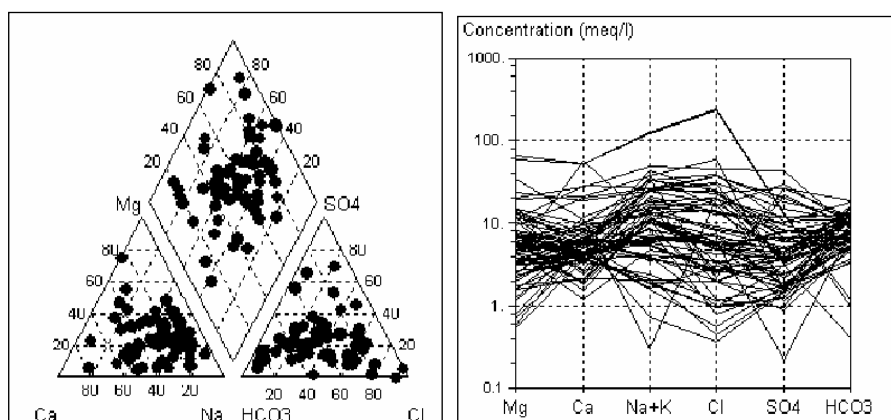 80 80
60 60
40 40
20 20
Mg SO4
80 80
60 60
40 40
20 20
80 60 40 20 20 40 60 80
Ca Na HCO3 Cl
Concentration (meq/l)
1000.
100.
10.
1.
0.1
Mg Ca Na+K Cl SO4 HCO3